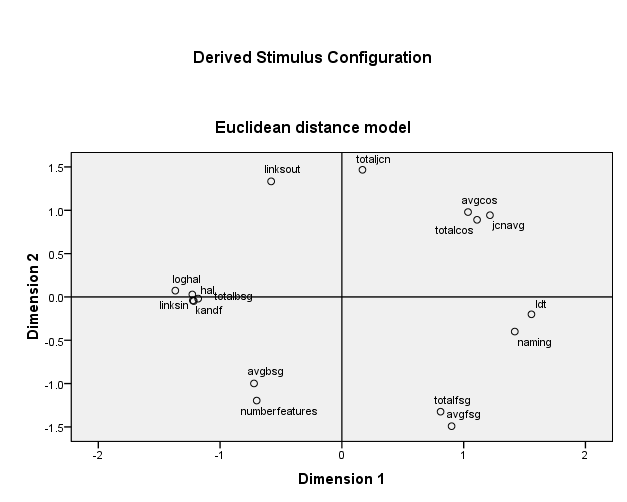 Derived Stimulus Configuration
Euclidean distance model
totaljcn
linksout
avgcos
totalcos
jcnavg
loghal
hal
totalbsg
linksin
kandf
ldt
naming
avgbsg
numberfeatures
totalfsg
avgfsg
1.5
1.0
0.5
0.0
-0.5
-1.0
-1.5
Dimension 2
-2
-1
0
1
2
Dimension 1